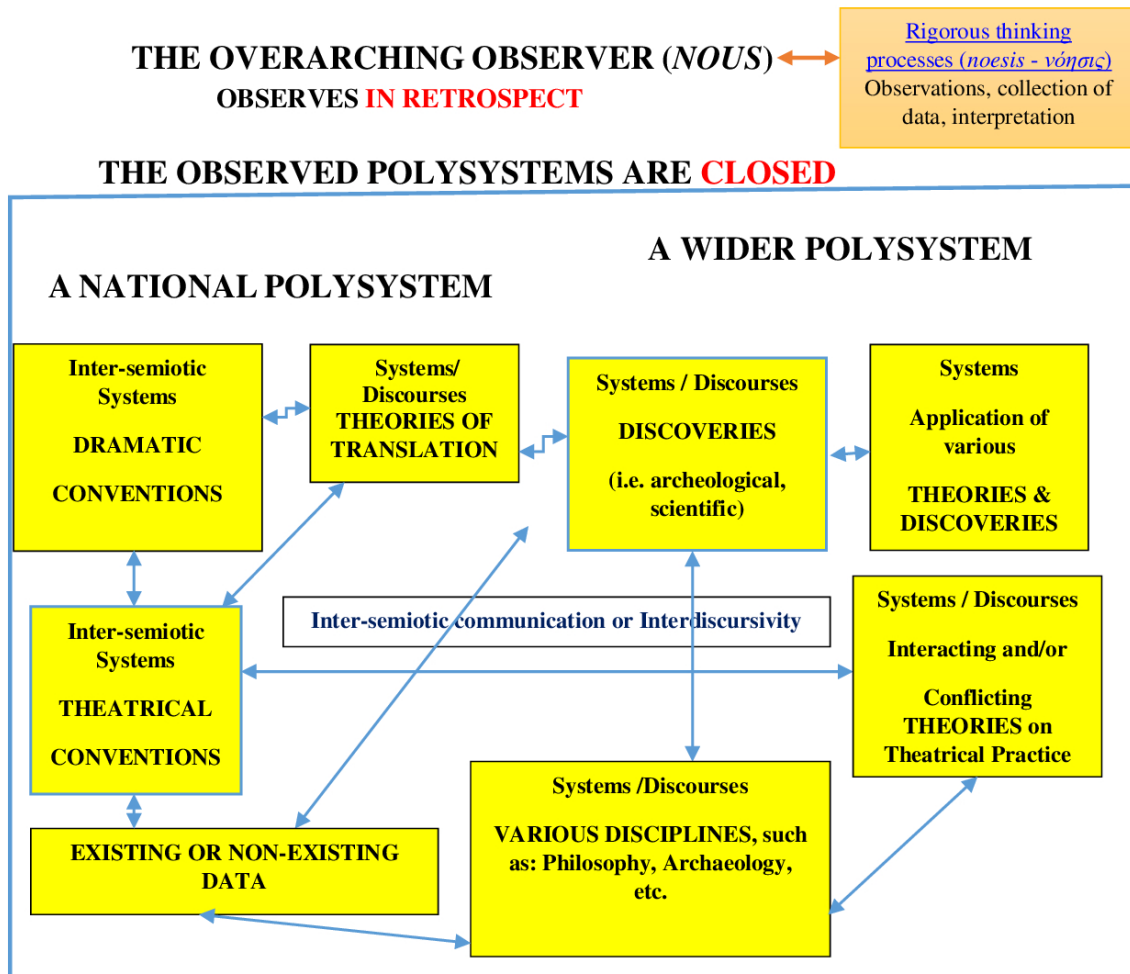 THE OVERARCHING OBSERVER (NOUS)
OBSERVES IN RETROSPECT
Rigorous thinking
processes (noesis - νόησις)
Observations, collection of
data, interpretation
THE OBSERVED POLYSYSTEMS ARE CLOSED
A WIDER POLYSYSTEM
A NATIONAL POLYSYSTEM
Inter-semiotic
Systems
DRAMATIC
CONVENTIONS
Systems/
Discourses
THEORIES OF
TRANSLATION
Systems / Discourses
DISCOVERIES
(i.e. archeological,
scientific)
Systems
Application of
various
THEORIES &
DISCOVERIES
Inter-semiotic
Systems
THEATRICAL
CONVENTIONS
Inter-semiotic communication or Interdiscursivity
Systems / Discourses
Interacting and/or
Conflicting
THEORIES on
Theatrical Practice
EXISTING OR NON-EXISTING
DATA
Systems /Discourses
VARIOUS DISCIPLINES, such
as: Philosophy, Archaeology,
etc.